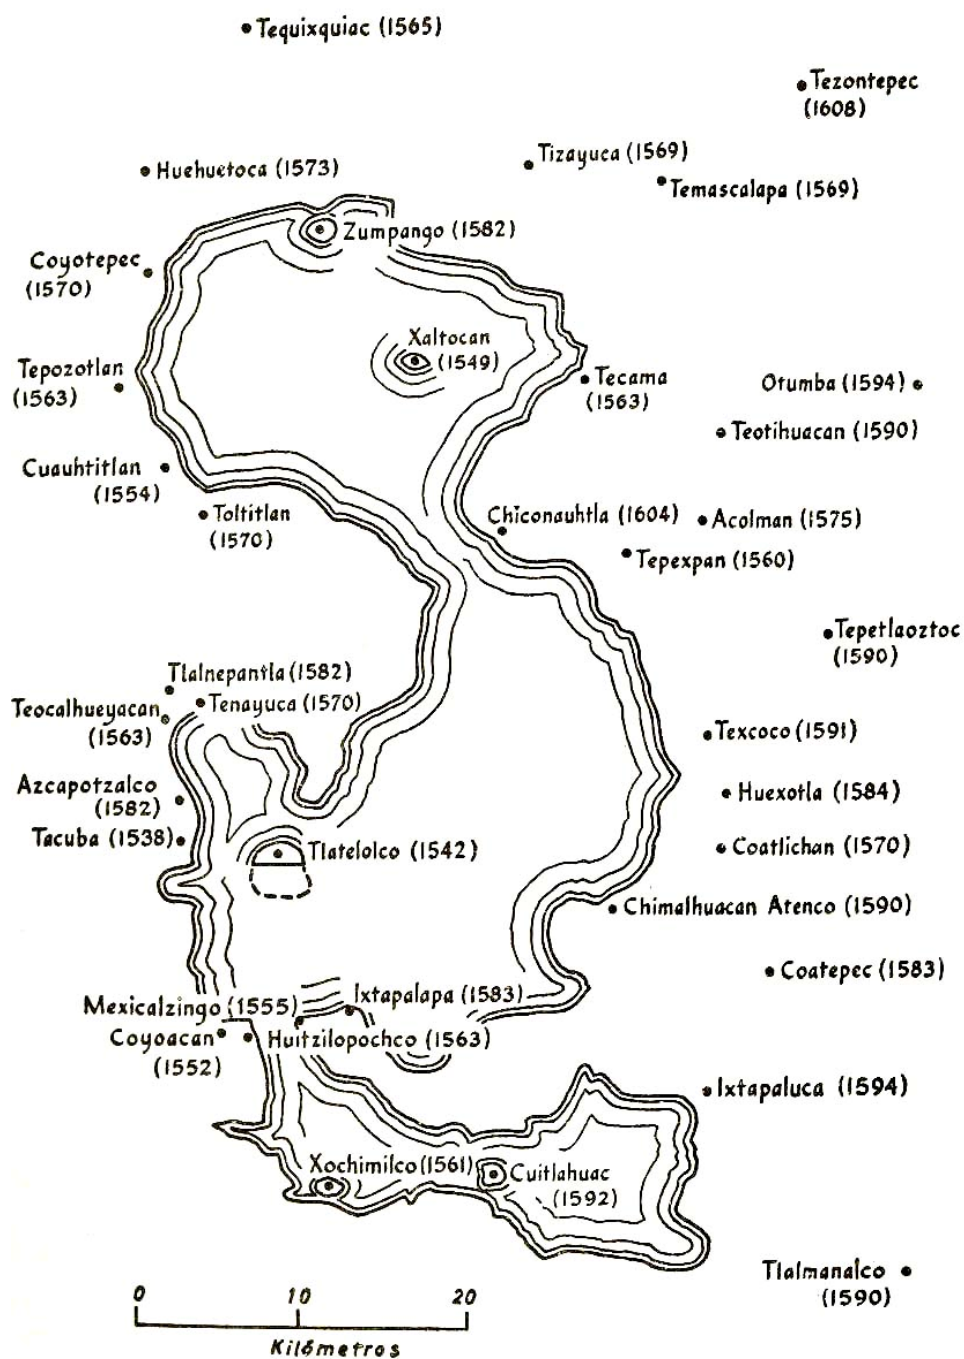 Tequixquiac (1565)
Tezontepec
(1608)
Tizayuca (1569)
Huehuetoca (1573)
Temascalapa (1569)
Zumpango (1582)
Coyotepec
(1570)
Xaltocan
(1549)
Tepozotlan
(1563)
Tecama
(1563)
Otumba (1594)
Teotihuacan (1590)
Cuauhtitlan
(1554)
Toltitlan
(1570)
Chiconauhtla (1604)
Acolman (1575)
Tepexpan (1560)
Tepetlaoztoc
(1590)
Tlalnepantla (1582)
Tenayuca (1570)
Teocalhueyacan
(1563)
Texcoco (1591)
Azcapotzalco
(1582)
Huexotla (1584)
Tacuba (1538)
Tlatelolco (1542)
Coatlichan (1570)
Chimalhuacan Atenco (1590)
Coatepec (1583)
Ixtapalapa (1583)
Mexicalzingo (1555)
Coyoacan
(1552)
Huitzilopochco (1563)
Ixtapaluca (1594)
Xochimilco (1561)
Cuitlahuac
(1592)
Tlalmanalco
(1590)
0 10 20
Kilómetros